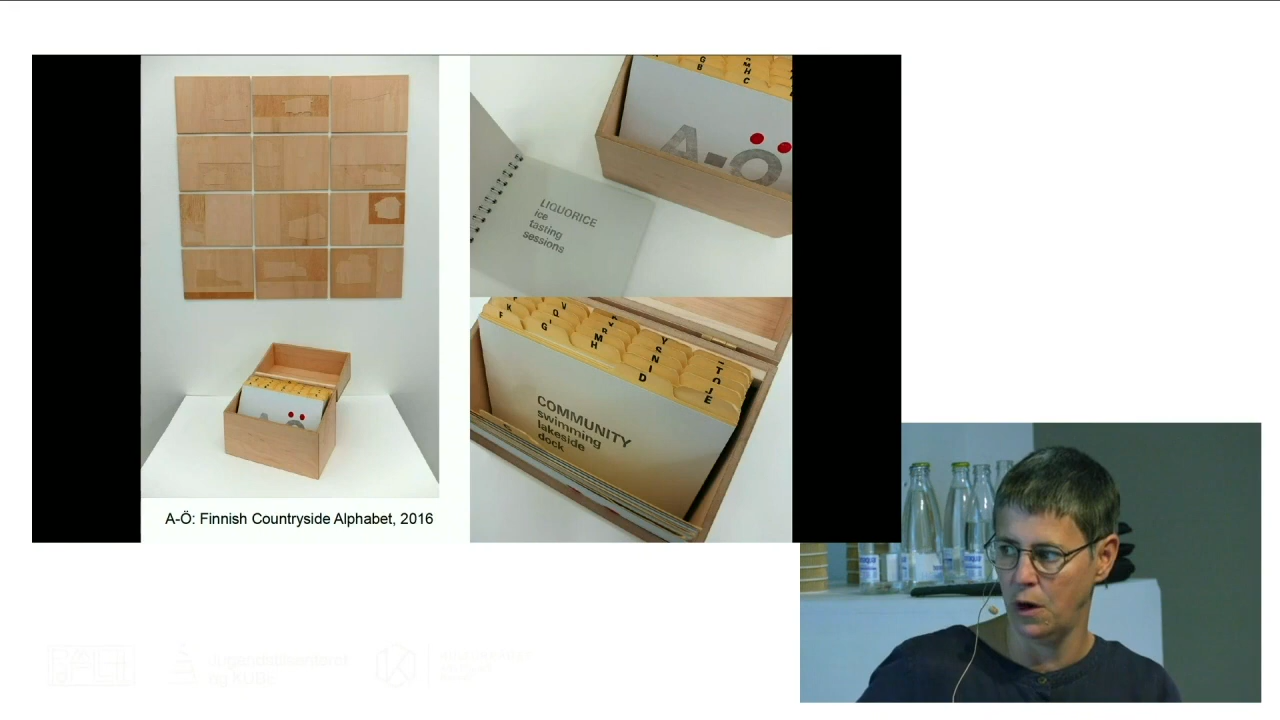 A-Ö
LIQUORICE
ice
tasting
sessions
COMMUNITY
swimming
lakeside
dock
A-Ö: Finnish Countryside Alphabet, 2016